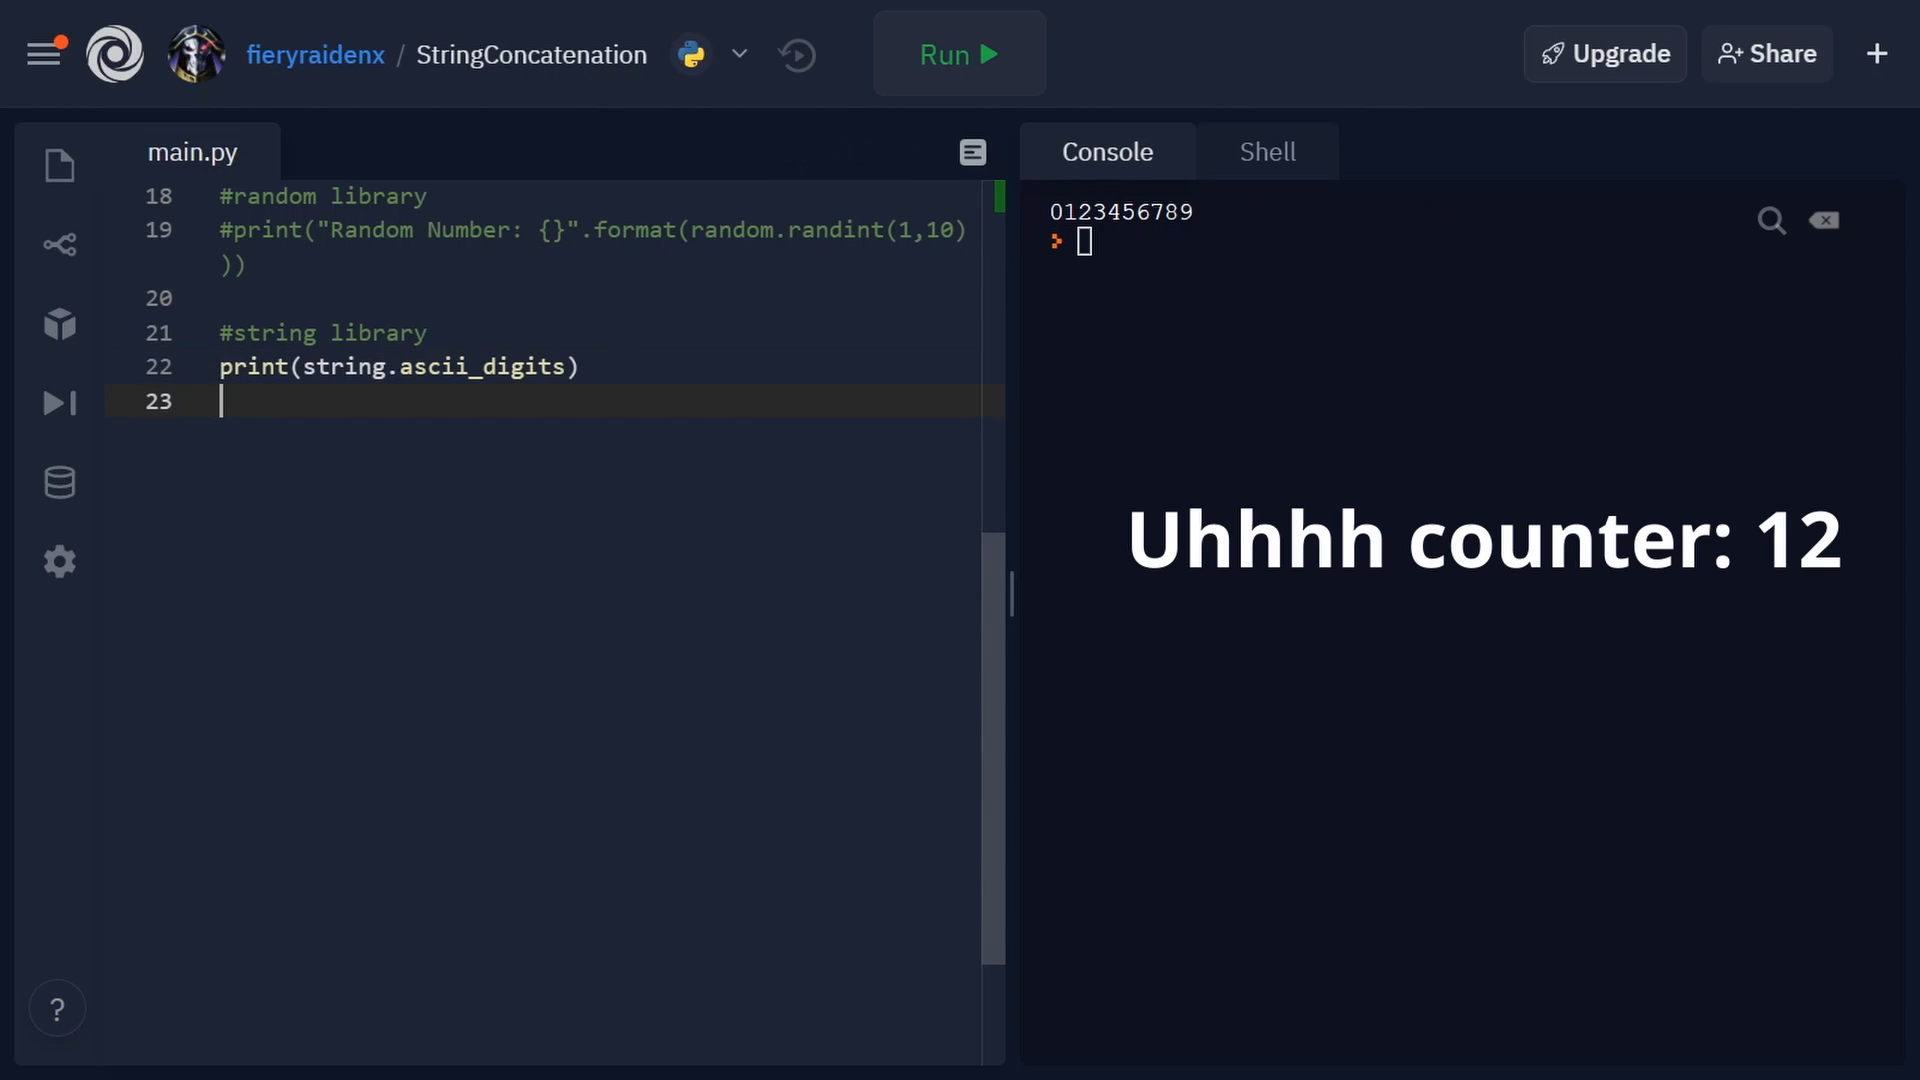 fieryraidenx / StringConcatenation
Run
Upgrade
Share
+
main.py
Console
Shell
18 #random library
19 #print("Random Number: {}".format(random.randint(1,10)
))
20
21 #string library
22 print(string.ascii_digits)
23
0123456789
Uhhhh counter: 12
?